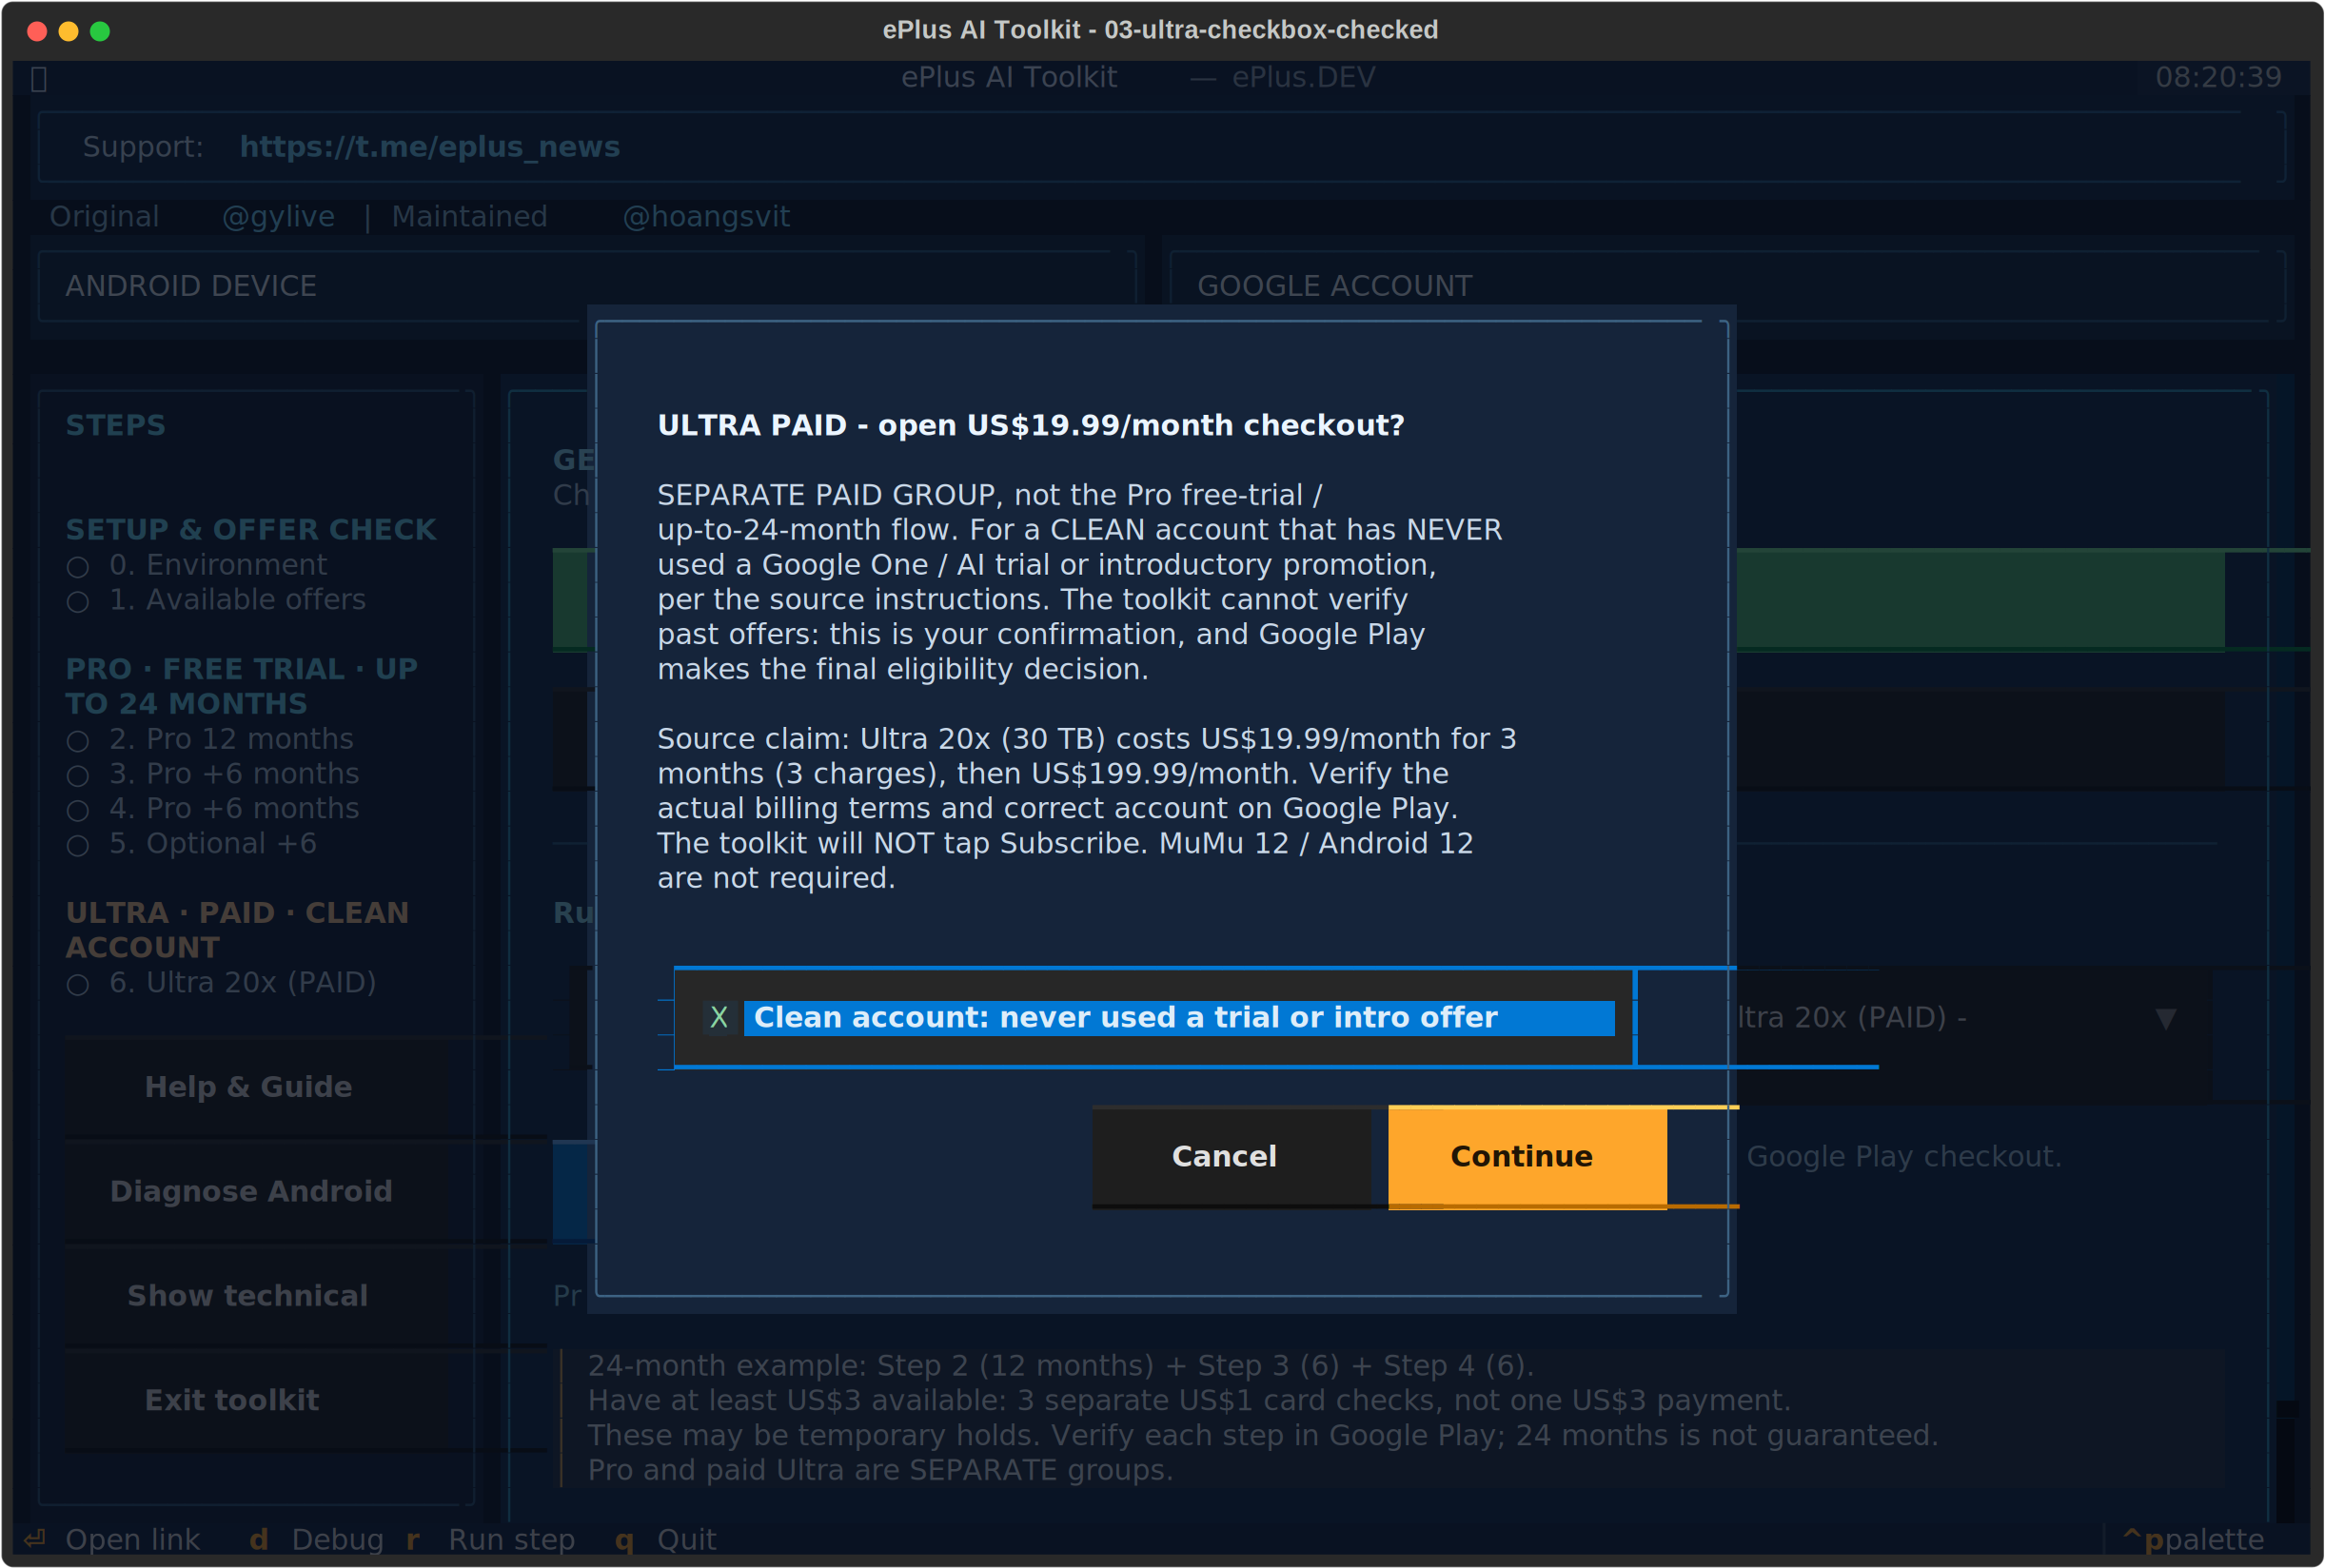 ePlus AI Toolkit - 03-ultra-checkbox-checked
ePlus AI Toolkit — ePlus.DEV
08:20:39
Support: https://t.me/eplus_news
Original @gylive | Maintained @hoangsvit
ANDROID DEVICE
GOOGLE ACCOUNT
STEPS
SETUP & OFFER CHECK
○ 0. Environment
○ 1. Available offers
PRO · FREE TRIAL · UP
TO 24 MONTHS
○ 2. Pro 12 months
○ 3. Pro +6 months
○ 4. Pro +6 months
○ 5. Optional +6
ULTRA · PAID · CLEAN
ACCOUNT
○ 6. Ultra 20x (PAID)
Help & Guide
Diagnose Android
Show technical
Exit toolkit
GE
Ch
Ru
Pr
ULTRA PAID - open US$19.99/month checkout?
SEPARATE PAID GROUP, not the Pro free-trial /
up-to-24-month flow. For a CLEAN account that has NEVER
used a Google One / AI trial or introductory promotion,
per the source instructions. The toolkit cannot verify
past offers: this is your confirmation, and Google Play
makes the final eligibility decision.
Source claim: Ultra 20x (30 TB) costs US$19.99/month for 3
months (3 charges), then US$199.99/month. Verify the
actual billing terms and correct account on Google Play.
The toolkit will NOT tap Subscribe. MuMu 12 / Android 12
are not required.
X Clean account: never used a trial or intro offer
ltra 20x (PAID) - ▼
Cancel
Continue
Google Play checkout.
24-month example: Step 2 (12 months) + Step 3 (6) + Step 4 (6).
Have at least US$3 available: 3 separate US$1 card checks, not one US$3 payment.
These may be temporary holds. Verify each step in Google Play; 24 months is not guaranteed.
Pro and paid Ultra are SEPARATE groups.
⏎ Open link d Debug r Run step q Quit
^p palette